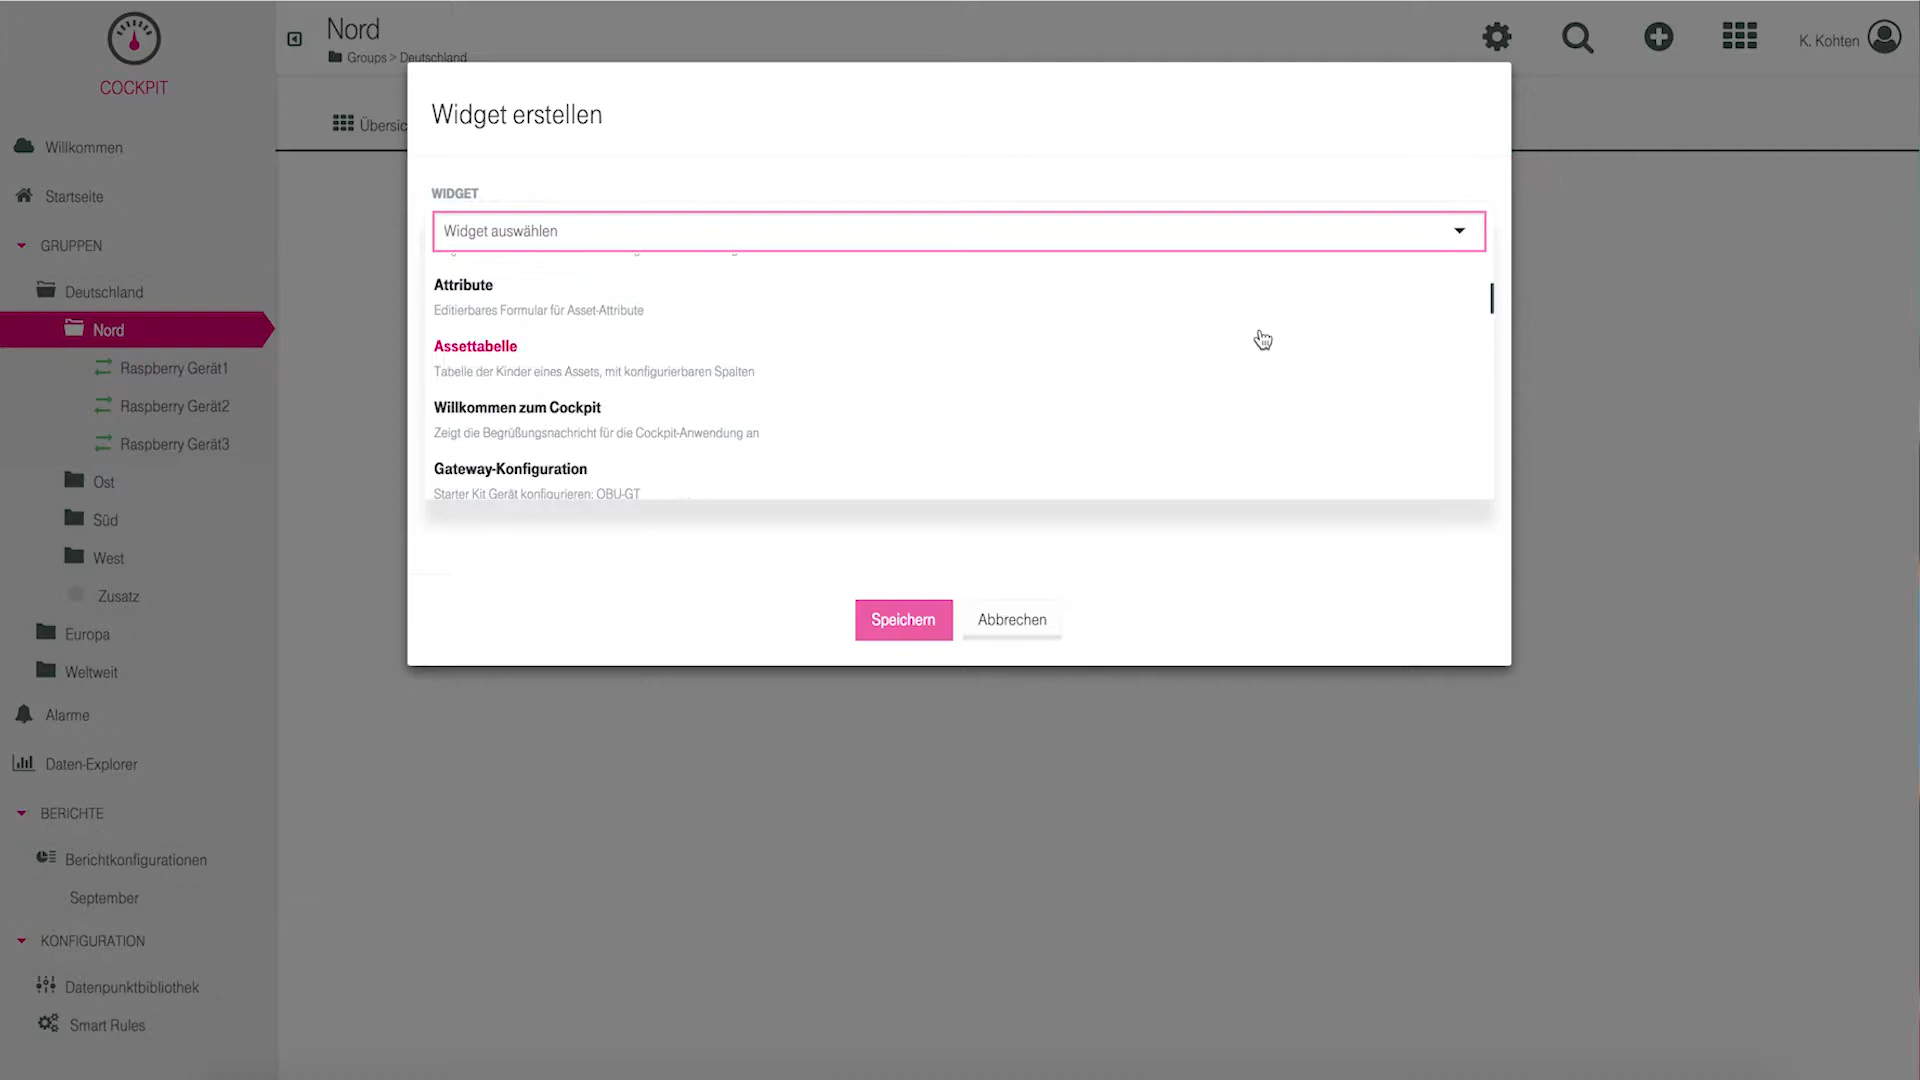 COCKPIT
Willkommen
Startseite
GRUPPEN
Deutschland
Nord
Raspberry Gerät1
Raspberry Gerät2
Raspberry Gerät3
Ost
Süd
West
Zusatz
Europa
Weltweit
Alarme
Daten-Explorer
BERICHTE
Berichtkonfigurationen
September
KONFIGURATION
Datenpunktbibliothek
Smart Rules
Nord
Groups > Deutschland
K. Kohten
Übersic
Widget erstellen
WIDGET
Widget auswählen
Attribute
Editierbares Formular für Asset-Attribute
Assettabelle
Tabelle der Kinder eines Assets, mit konfigurierbaren Spalten
Willkommen zum Cockpit
Zeigt die Begrüßungsnachricht für die Cockpit-Anwendung an
Gateway-Konfiguration
Starter Kit Gerät konfigurieren: OBU-GT
Speichern
Abbrechen